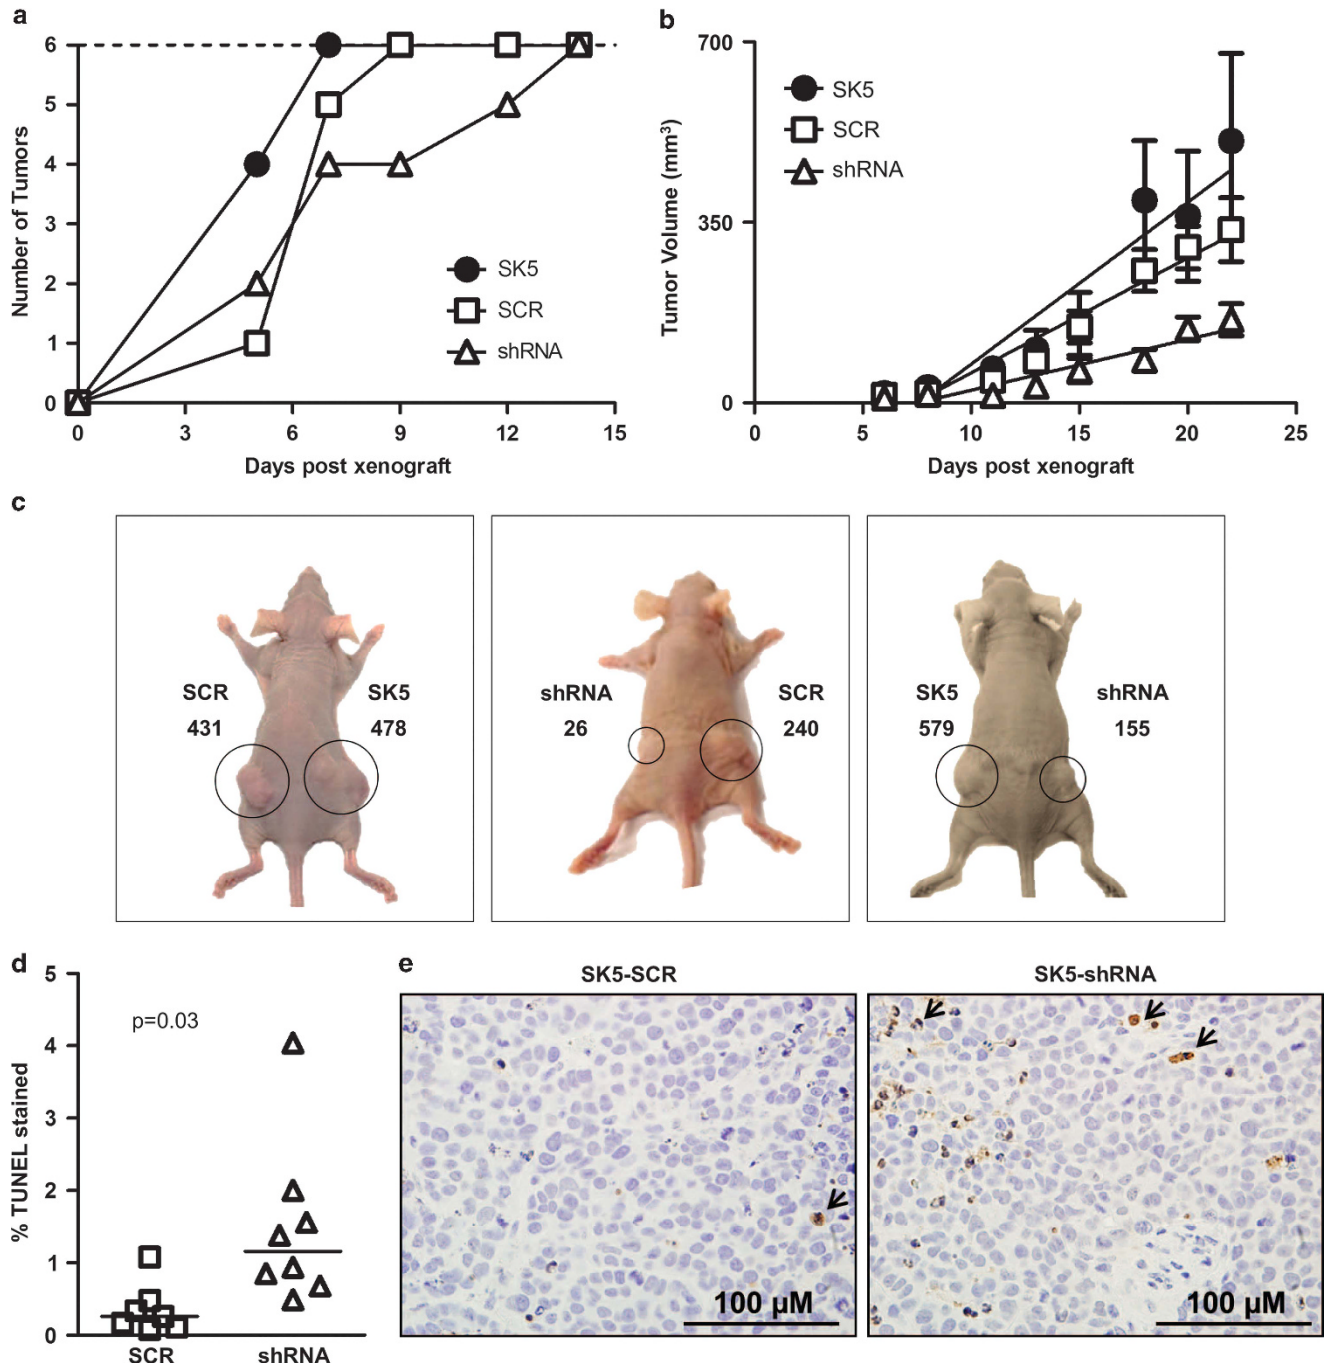 a
6
5
4
3
2
1
0
Number of Tumors
0 3 6 9 12 15
Days post xenograft
SK5
SCR
shRNA
b
700
350
0
Tumor Volume (mm³)
0 5 10 15 20 25
Days post xenograft
SK5
SCR
shRNA
c
SCR
431
SK5
478
shRNA
26
SCR
240
SK5
579
shRNA
155
d
5
4
3
2
1
0
% TUNEL stained
p=0.03
SCR shRNA
e
SK5-SCR
100 µM
SK5-shRNA
100 µM